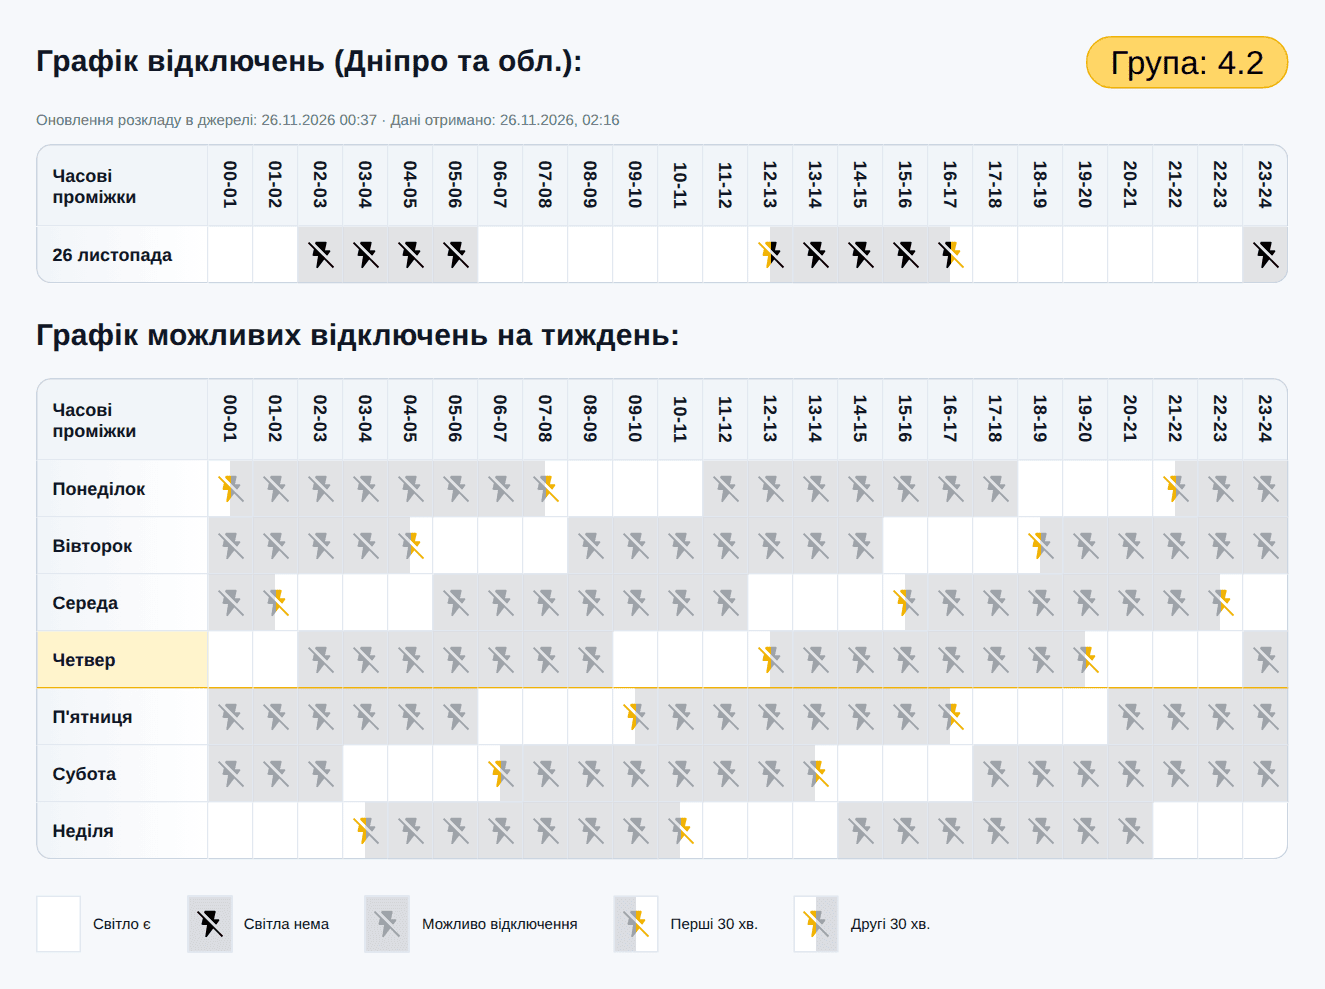 Графік відключень (Дніпро та обл.):
Група: 4.2
Оновлення розкладу в джерелі: 26.11.2026 00:37 · Дані отримано: 26.11.2026, 02:16
Часові проміжки 00-01 01-02 02-03 03-04 04-05 05-06 06-07 07-08 08-09 09-10 10-11 11-12 12-13 13-14 14-15 15-16 16-17 17-18 18-19 19-20 20-21 21-22 22-23 23-24
26 листопада
Графік можливих відключень на тиждень:
Часові проміжки 00-01 01-02 02-03 03-04 04-05 05-06 06-07 07-08 08-09 09-10 10-11 11-12 12-13 13-14 14-15 15-16 16-17 17-18 18-19 19-20 20-21 21-22 22-23 23-24
Понеділок
Вівторок
Середа
Четвер
П'ятниця
Субота
Неділя
Світло є
Світла нема
Можливо відключення
Перші 30 хв.
Другі 30 хв.